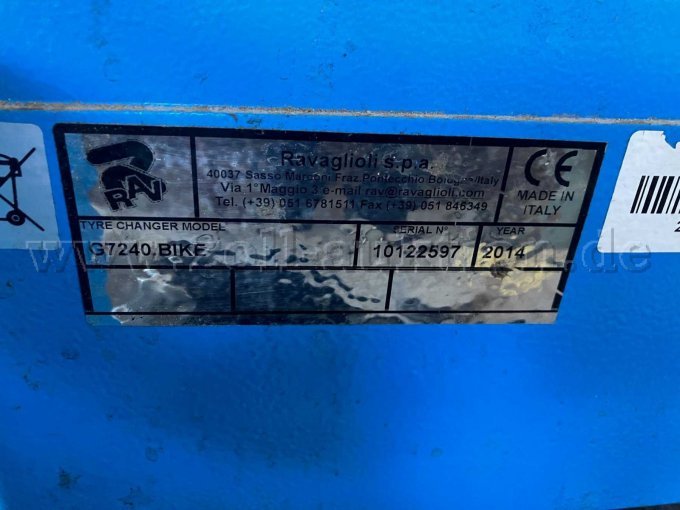 RAV
Ravaglioli s.p.a.
40037 Sasso Marconi Fraz.Pontecchio Bologna Italy
Via 1°Maggio 3 e-mail rav@ravaglioli.com
Tel. (+39) 051 6781511 Fax (+39) 051 846349
CE
MADE IN
ITALY
TYRE CHANGER MODEL SERIAL N° YEAR
G7240.BIKE 10122597 2014
2